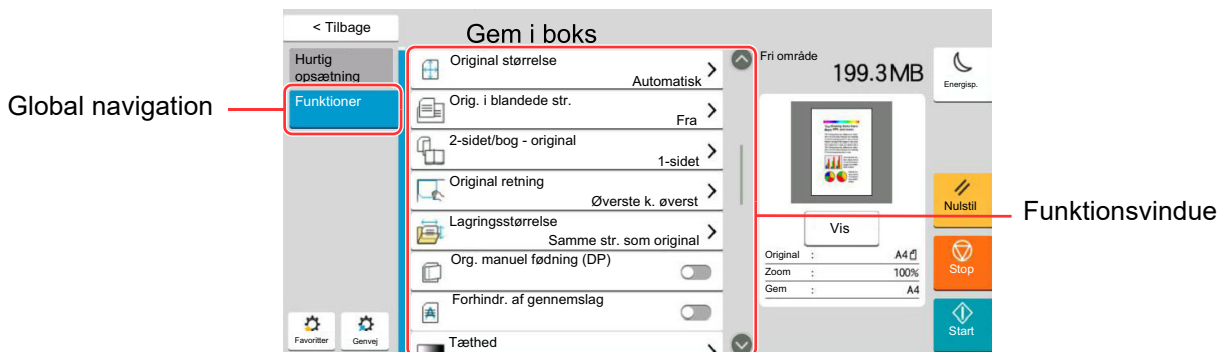 < Tilbage
Gem i boks
Hurtig
opsætning
Funktioner
Global navigation
Favoritter
Genvej
Original størrelse
Automatisk
Orig. i blandede str.
Fra
2-sidet/bog - original
1-sidet
Original retning
Øverste k. øverst
Lagringsstørrelse
Samme str. som original
Org. manuel fødning (DP)
Forhindr. af gennemslag
Tæthed
Fri område
199.3MB
Vis
Original : A4
Zoom : 100%
Gem : A4
Energisp.
Nulstil
Stop
Start
Funktionsvindue